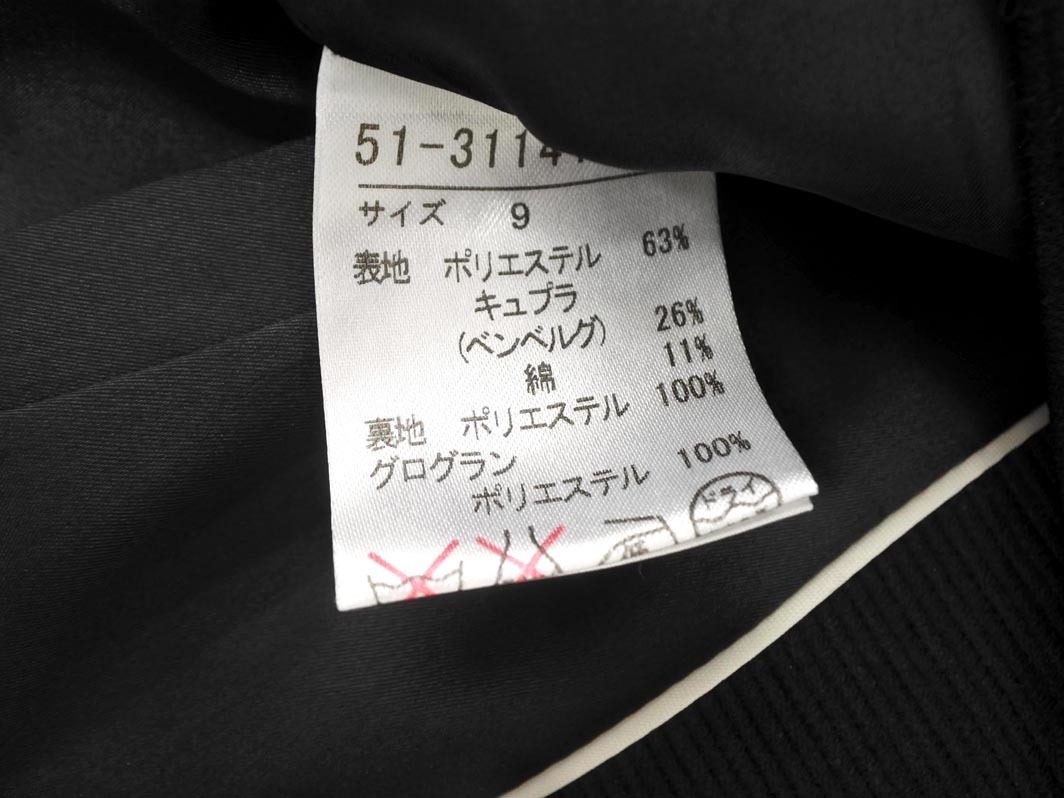 51-3114
サイズ 9
表地 ポリエステル 63%
キュプラ
(ベンベルグ) 26%
綿 11%
裏地 ポリエステル 100%
グログラン
ポリエステル 100%
ドライ